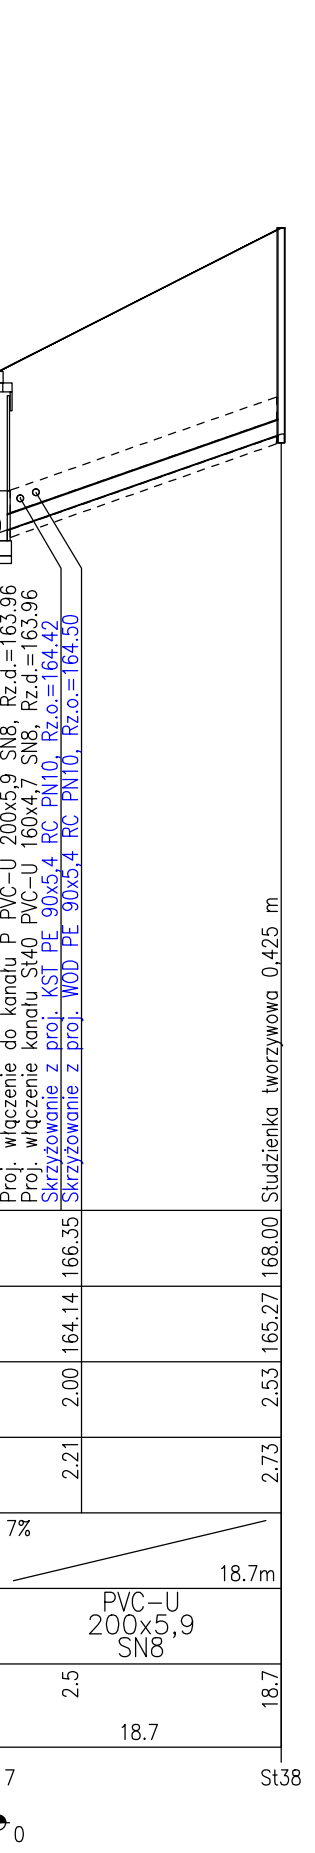 Proj. włączenie do kanału P PVC-U 200x5,9 SN8, Rz.d.=163.96
Proj. włączenie kanału St40 PVC-U 160x4,7 SN8, Rz.d.=163.96
Skrzyżowanie z proj. KST PE 90x5,4 RC PN10, Rz.o.=164.42
Skrzyżowanie z proj. WOD PE 90x5,4 RC PN10, Rz.o.=164.50
Studzienka tworzywowa 0,425 m
166.35 168.00
164.14 165.27
2.00 2.53
2.21 2.73
7%
18.7m
PVC-U
200x5,9
SN8
2.5 18.7
18.7
7 St38
0